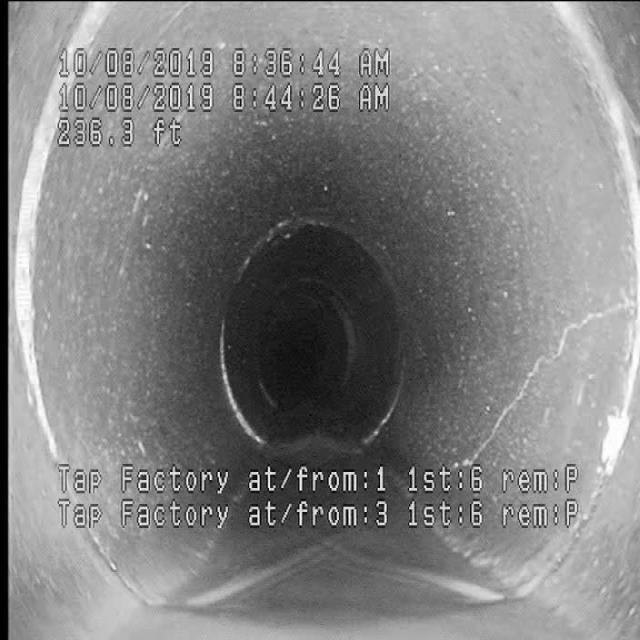 10/08/2019 8:36:44 AM
10/08/2019 8:44:26 AM
236.3 ft
Tap Factory at/from:1 1st:6 rem:P
Tap Factory at/from:3 1st:6 rem:P